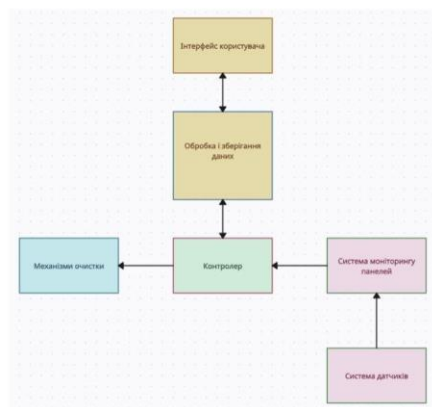 Інтерфейс користувача
Обробка і зберігання
даних
Механізми очистки
Контролер
Система моніторингу
панелей
Система датчиків